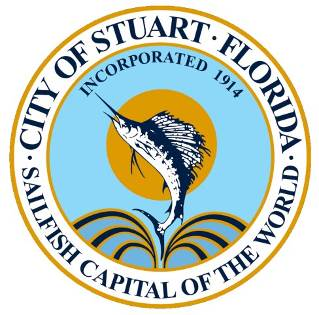 · CITY OF STUART · FLORIDA ·
INCORPORATED 1914
SAILFISH CAPITAL OF THE WORLD